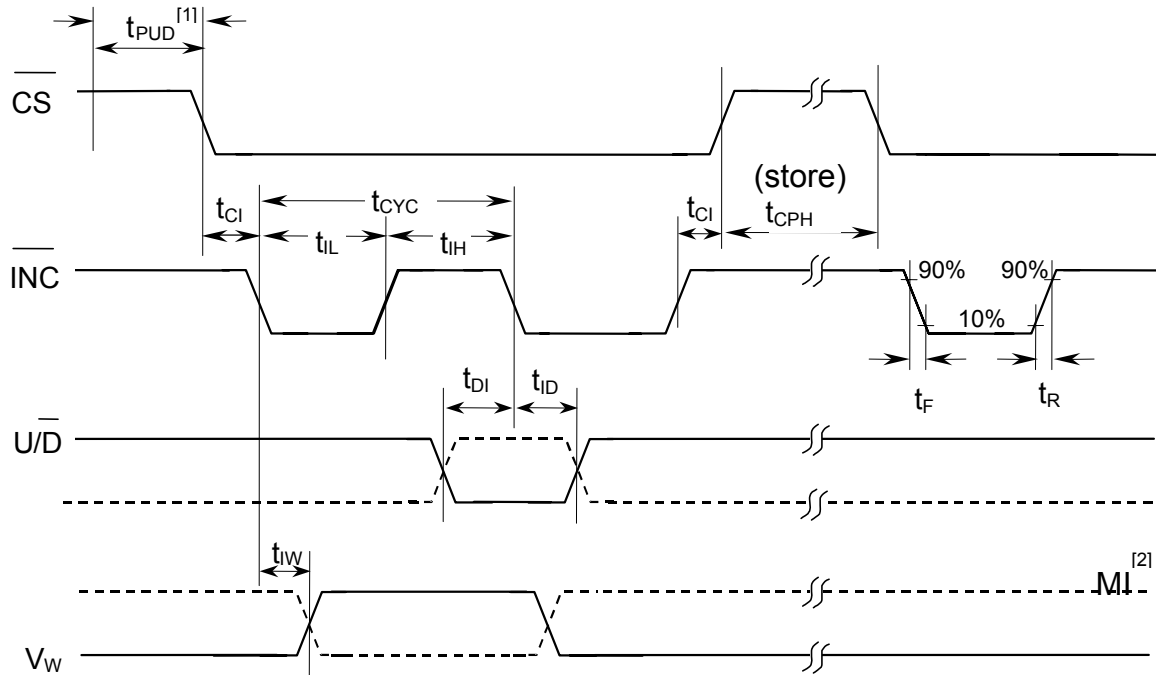 tPUD[1]
CS
(store)
tCI tCYC tCI tCPH
tIL tIH
INC
90% 90%
10%
tDI tID
tF tR
U/D
tIW
MI[2]
VW